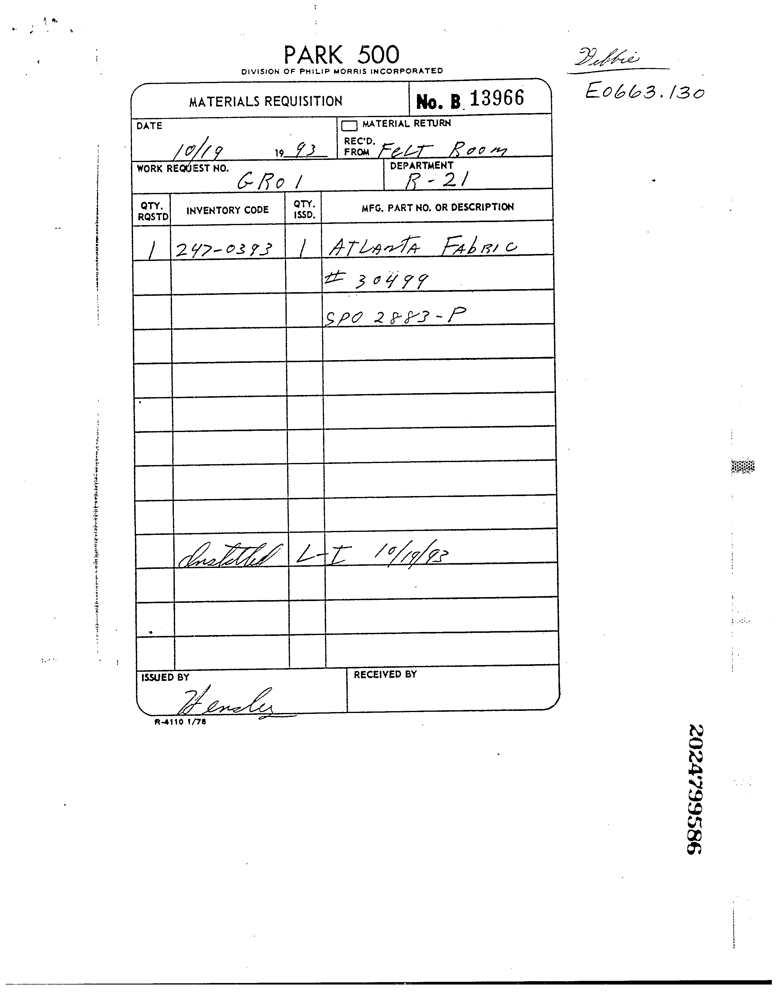 PARK 500
DIVISION OF PHILIP MORRIS INCORPORATED
Debbie
E0663.130
MATERIALS REQUISITION
No. B 13966
DATE
10/19 1993
MATERIAL RETURN
REC'D. FROM Felt Room
WORK REQUEST NO.
GR01
DEPARTMENT
R-21
QTY. RQSTD
INVENTORY CODE
QTY. ISSD.
MFG. PART NO. OR DESCRIPTION
1 247-0393 1 ATLANTA FAbRIC
# 30499
SPO 2883-P
Installed L-I 10/19/93
ISSUED BY
Hensley
RECEIVED BY
R-4110 1/78
2024799586